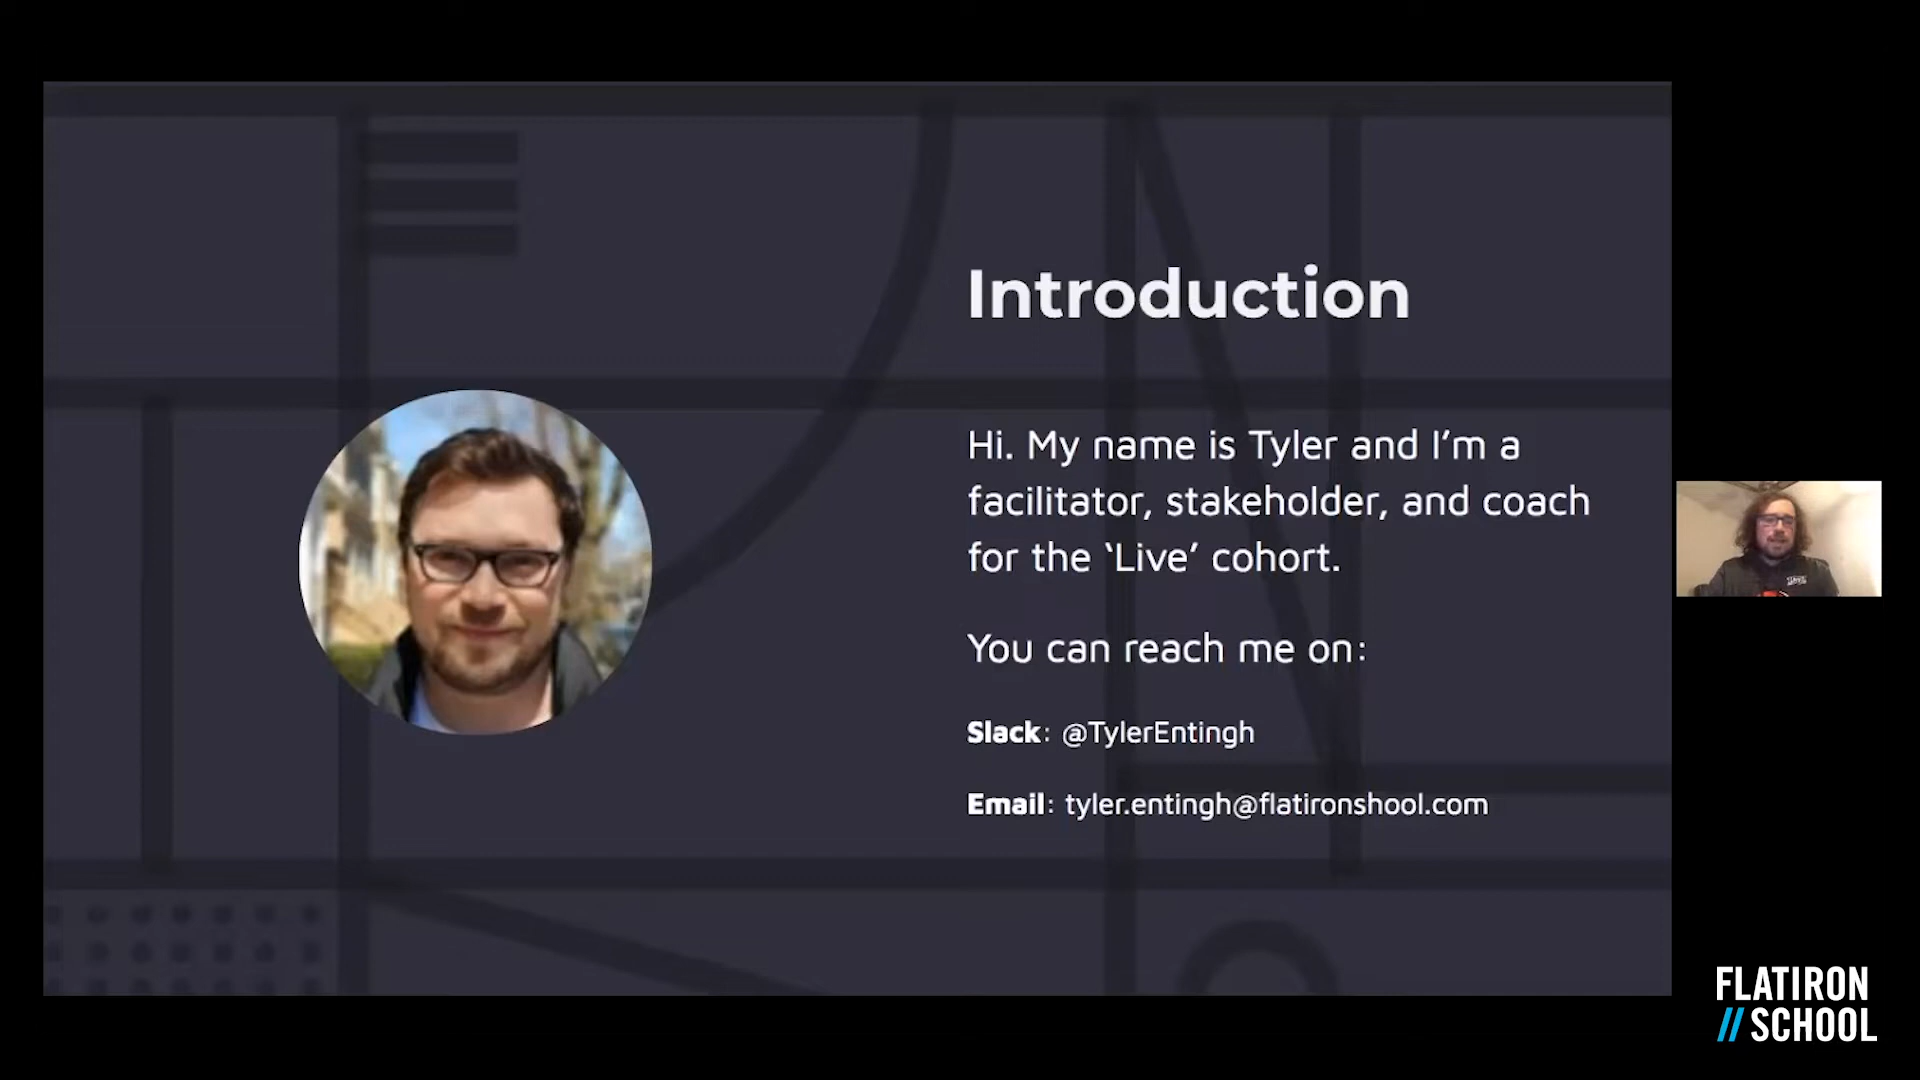 Introduction
Hi. My name is Tyler and I’m a
facilitator, stakeholder, and coach
for the ‘Live’ cohort.
You can reach me on:
Slack: @TylerEntingh
Email: tyler.entingh@flatironshool.com
FLATIRON
// SCHOOL